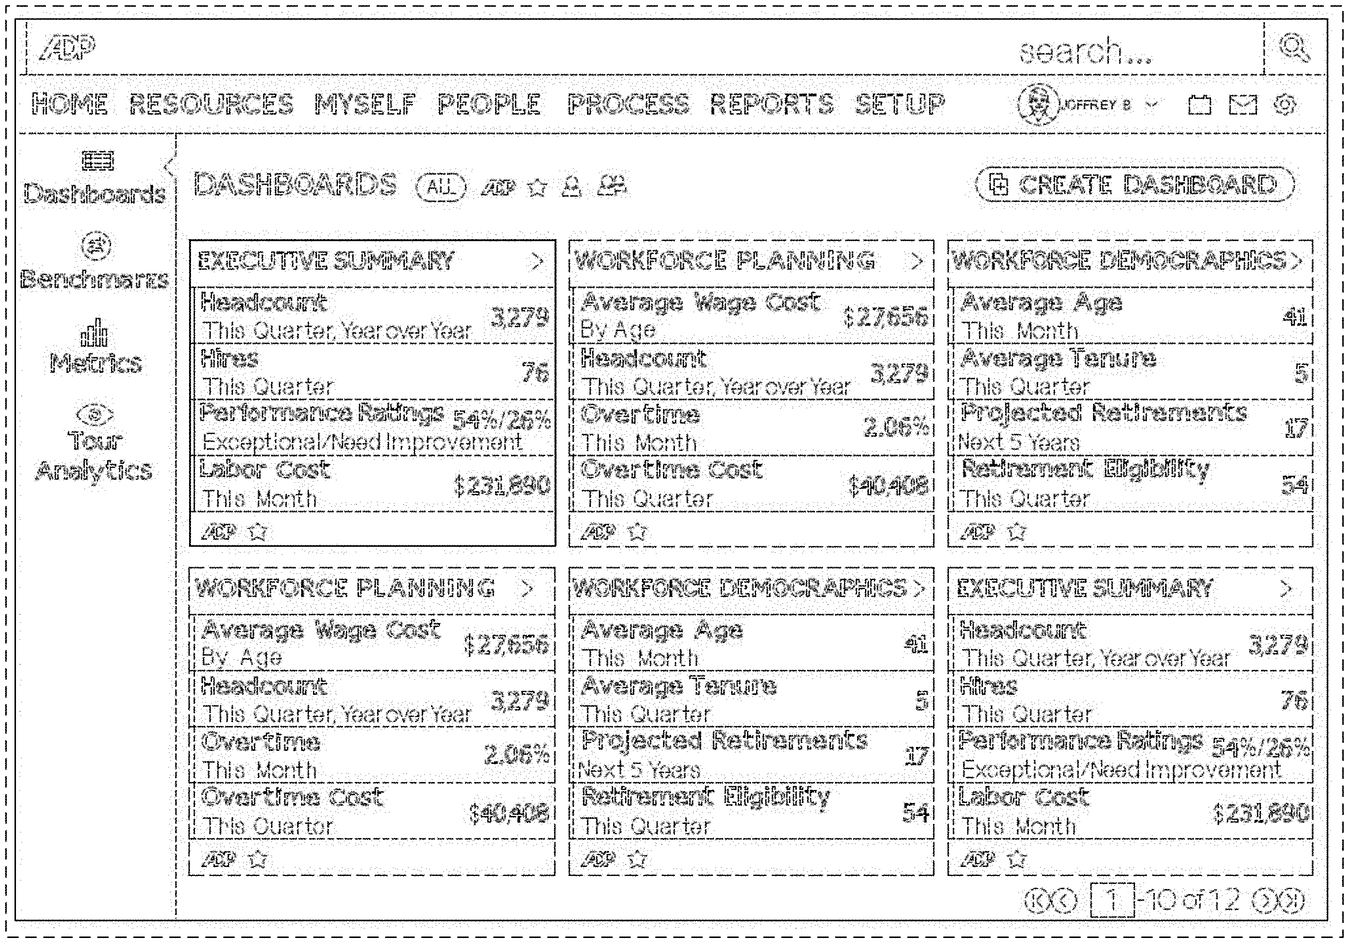 ADP
search...
HOME RESOURCES MYSELF PEOPLE PROCESS REPORTS SETUP JOFFREY B
Dashboards
Benchmarks
Metrics
Tour
Analytics
DASHBOARDS ALL ADP CREATE DASHBOARD
EXECUTIVE SUMMARY >
Headcount 3,279
This Quarter, Year over Year
Hires 76
This Quarter
Performance Ratings 54%/26%
Exceptional/Need Improvement
Labor Cost $231,890
This Month
ADP
WORKFORCE PLANNING >
Average Wage Cost $27,656
By Age
Headcount 3,279
This Quarter, Year over Year
Overtime 2.06%
This Month
Overtime Cost $40,408
This Quarter
ADP
WORKFORCE DEMOGRAPHICS >
Average Age 41
This Month
Average Tenure 5
This Quarter
Projected Retirements 17
Next 5 Years
Retirement Eligibility 54
This Quarter
ADP
WORKFORCE PLANNING >
Average Wage Cost $27,656
By Age
Headcount 3,279
This Quarter, Year over Year
Overtime 2.06%
This Month
Overtime Cost $40,408
This Quarter
ADP
WORKFORCE DEMOGRAPHICS >
Average Age 41
This Month
Average Tenure 5
This Quarter
Projected Retirements 17
Next 5 Years
Retirement Eligibility 54
This Quarter
ADP
EXECUTIVE SUMMARY >
Headcount 3,279
This Quarter, Year over Year
Hires 76
This Quarter
Performance Ratings 54%/26%
Exceptional/Need Improvement
Labor Cost $231,890
This Month
ADP
1 -10 of 12